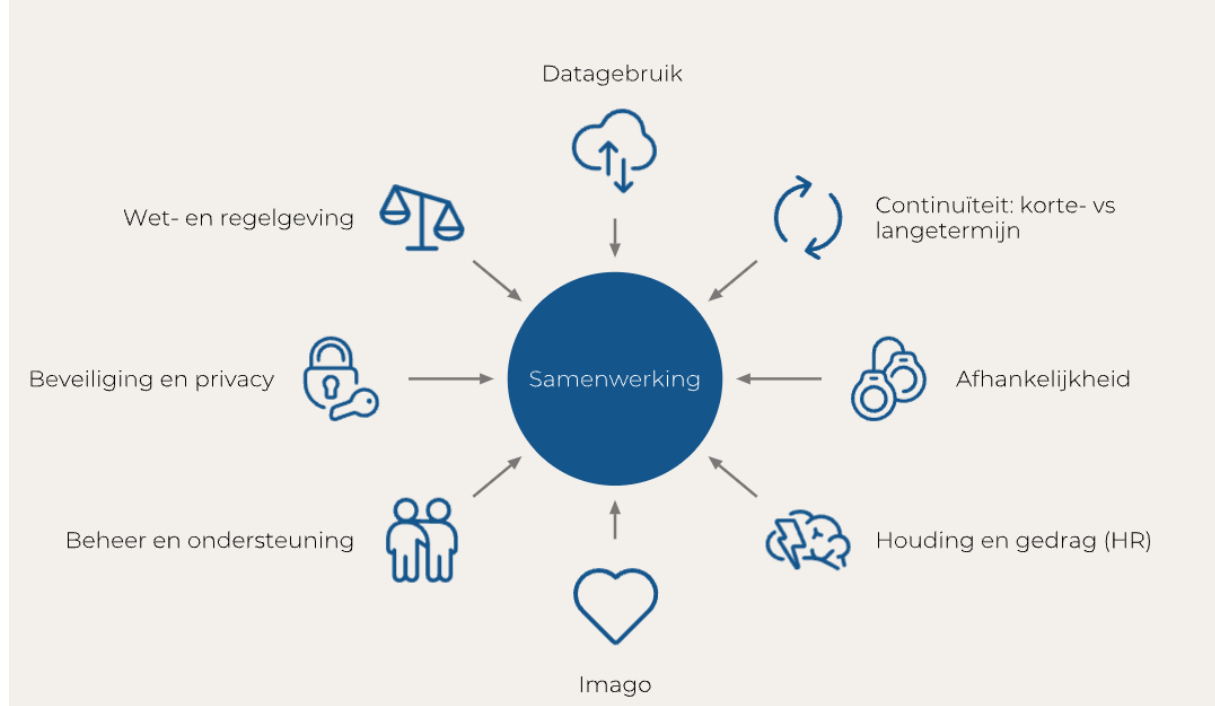 Datagebruik
Wet- en regelgeving
Continuïteit: korte- vs
langetermijn
Beveiliging en privacy
Samenwerking
Afhankelijkheid
Beheer en ondersteuning
Houding en gedrag (HR)
Imago